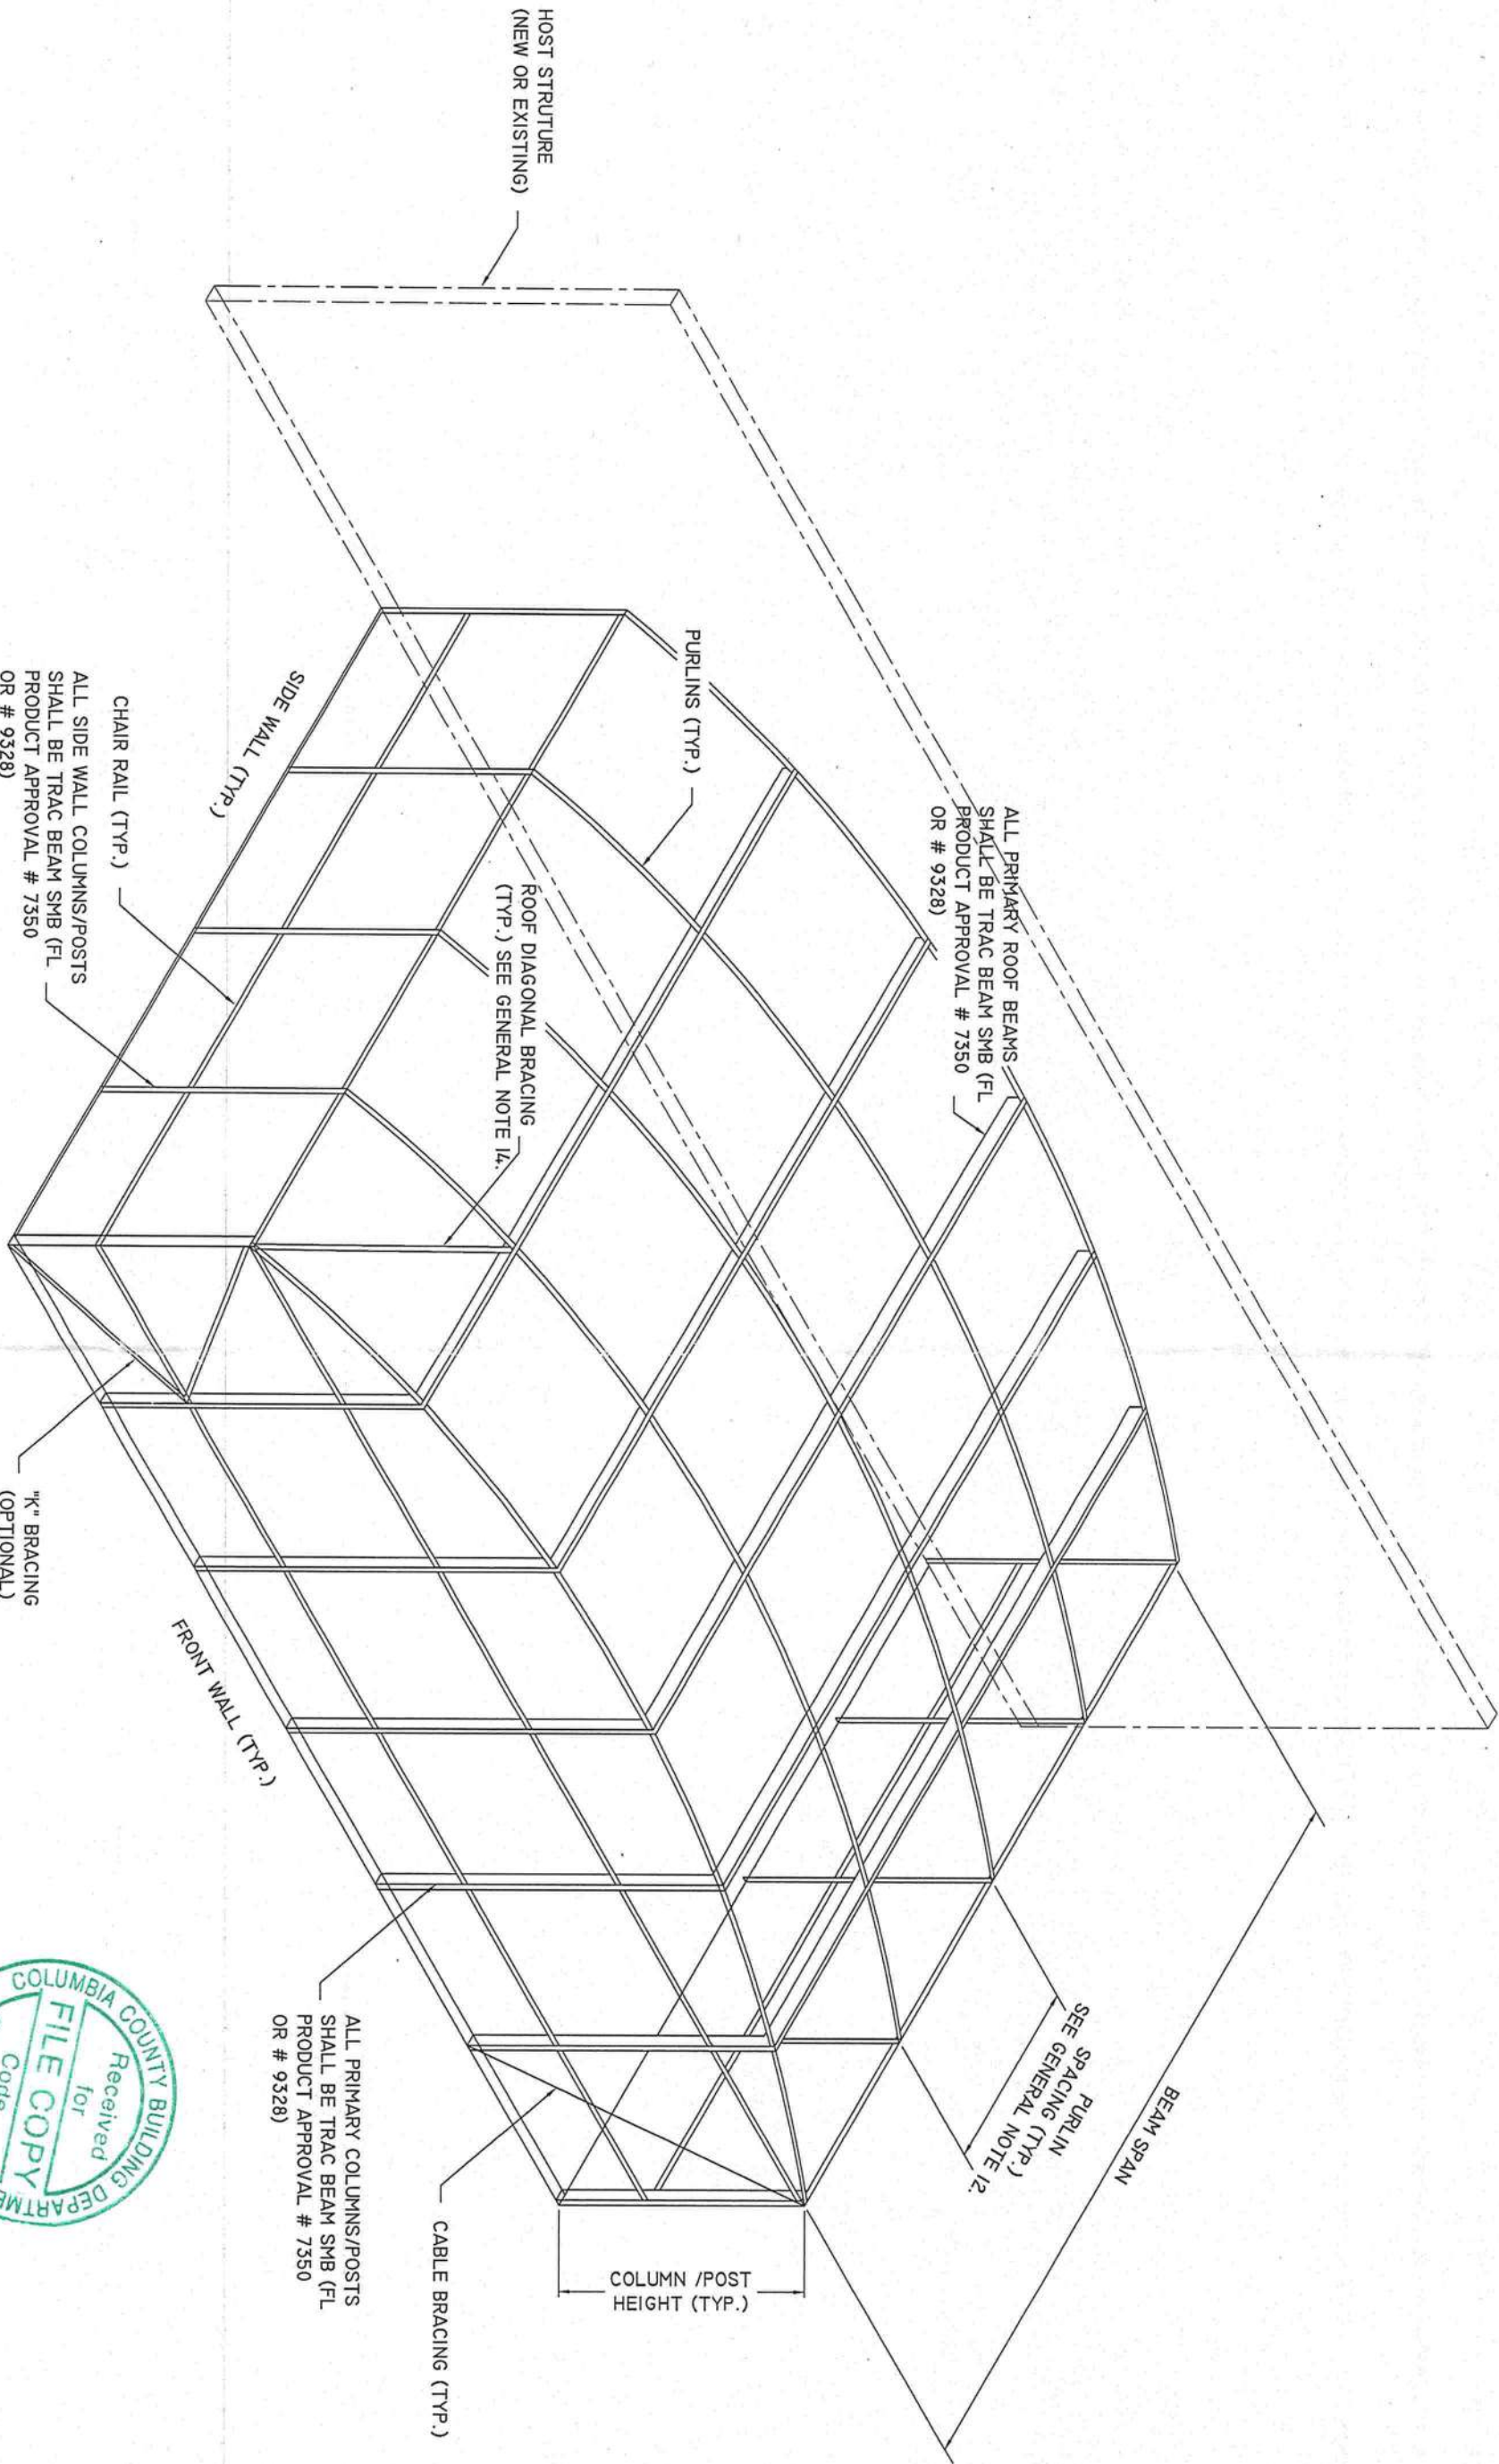 HOST STRUTURE
(NEW OR EXISTING)
PURLINS (TYP.)
ALL PRIMARY ROOF BEAMS
SHALL BE TRAC BEAM SMB (FL
PRODUCT APPROVAL # 7350
OR # 9328)
ROOF DIAGONAL BRACING
(TYP.) SEE GENERAL NOTE 14.
SIDE WALL (TYP.)
CHAIR RAIL (TYP.)
ALL SIDE WALL COLUMNS/POSTS
SHALL BE TRAC BEAM SMB (FL
PRODUCT APPROVAL # 7350
OR # 9328)
"K" BRACING
(OPTIONAL)
FRONT WALL (TYP.)
ALL PRIMARY COLUMNS/POSTS
SHALL BE TRAC BEAM SMB (FL
PRODUCT APPROVAL # 7350
OR # 9328)
CABLE BRACING (TYP.)
COLUMN /POST
HEIGHT (TYP.)
PURLIN
SPACING (TYP.)
SEE GENERAL NOTE 12.
BEAM SPAN
COLUMBIA COUNTY BUILDING
Received
for
FILE COPY